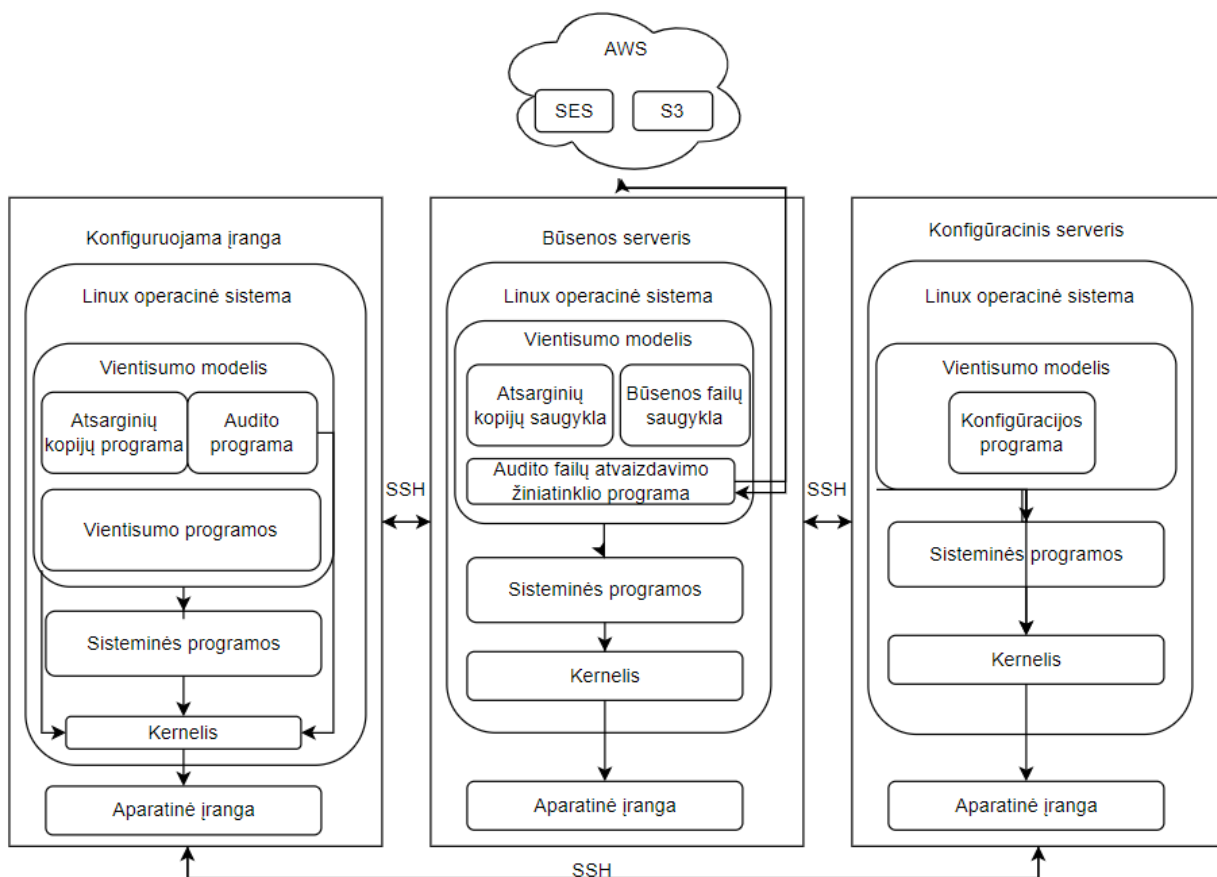 AWS
SES
S3
Konfiguruojama įranga
Linux operacinė sistema
Vientisumo modelis
Atsarginių
kopijų programa
Audito
programa
Vientisumo programos
Sisteminės programos
Kernelis
Aparatinė įranga
SSH
Būsenos serveris
Linux operacinė sistema
Vientisumo modelis
Atsarginių
kopijų saugykla
Būsenos failų
saugykla
Audito failų atvaizdavimo
žiniatinklio programa
Sisteminės programos
Kernelis
Aparatinė įranga
SSH
Konfigūracinis serveris
Linux operacinė sistema
Vientisumo modelis
Konfigūracijos
programa
Sisteminės programos
Kernelis
Aparatinė įranga
SSH